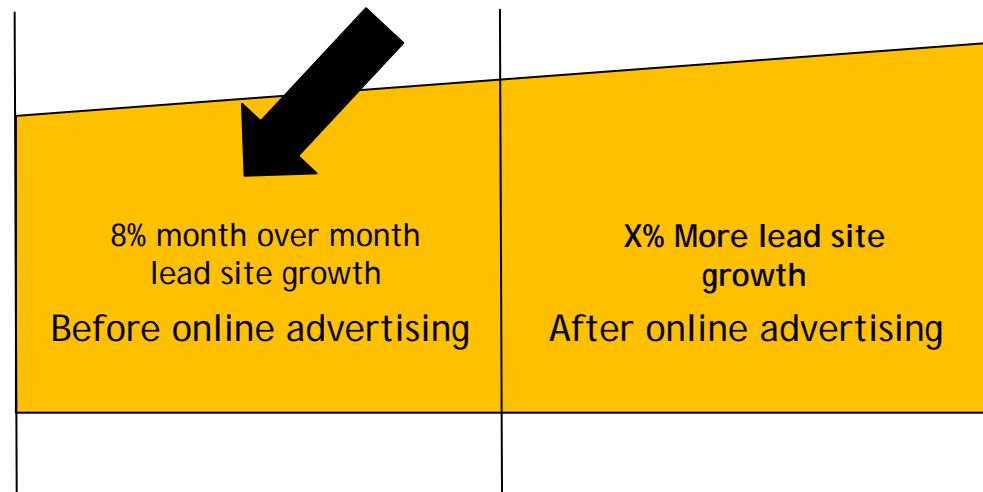 8% month over month
lead site growth
Before online advertising
X% More lead site
growth
After online advertising